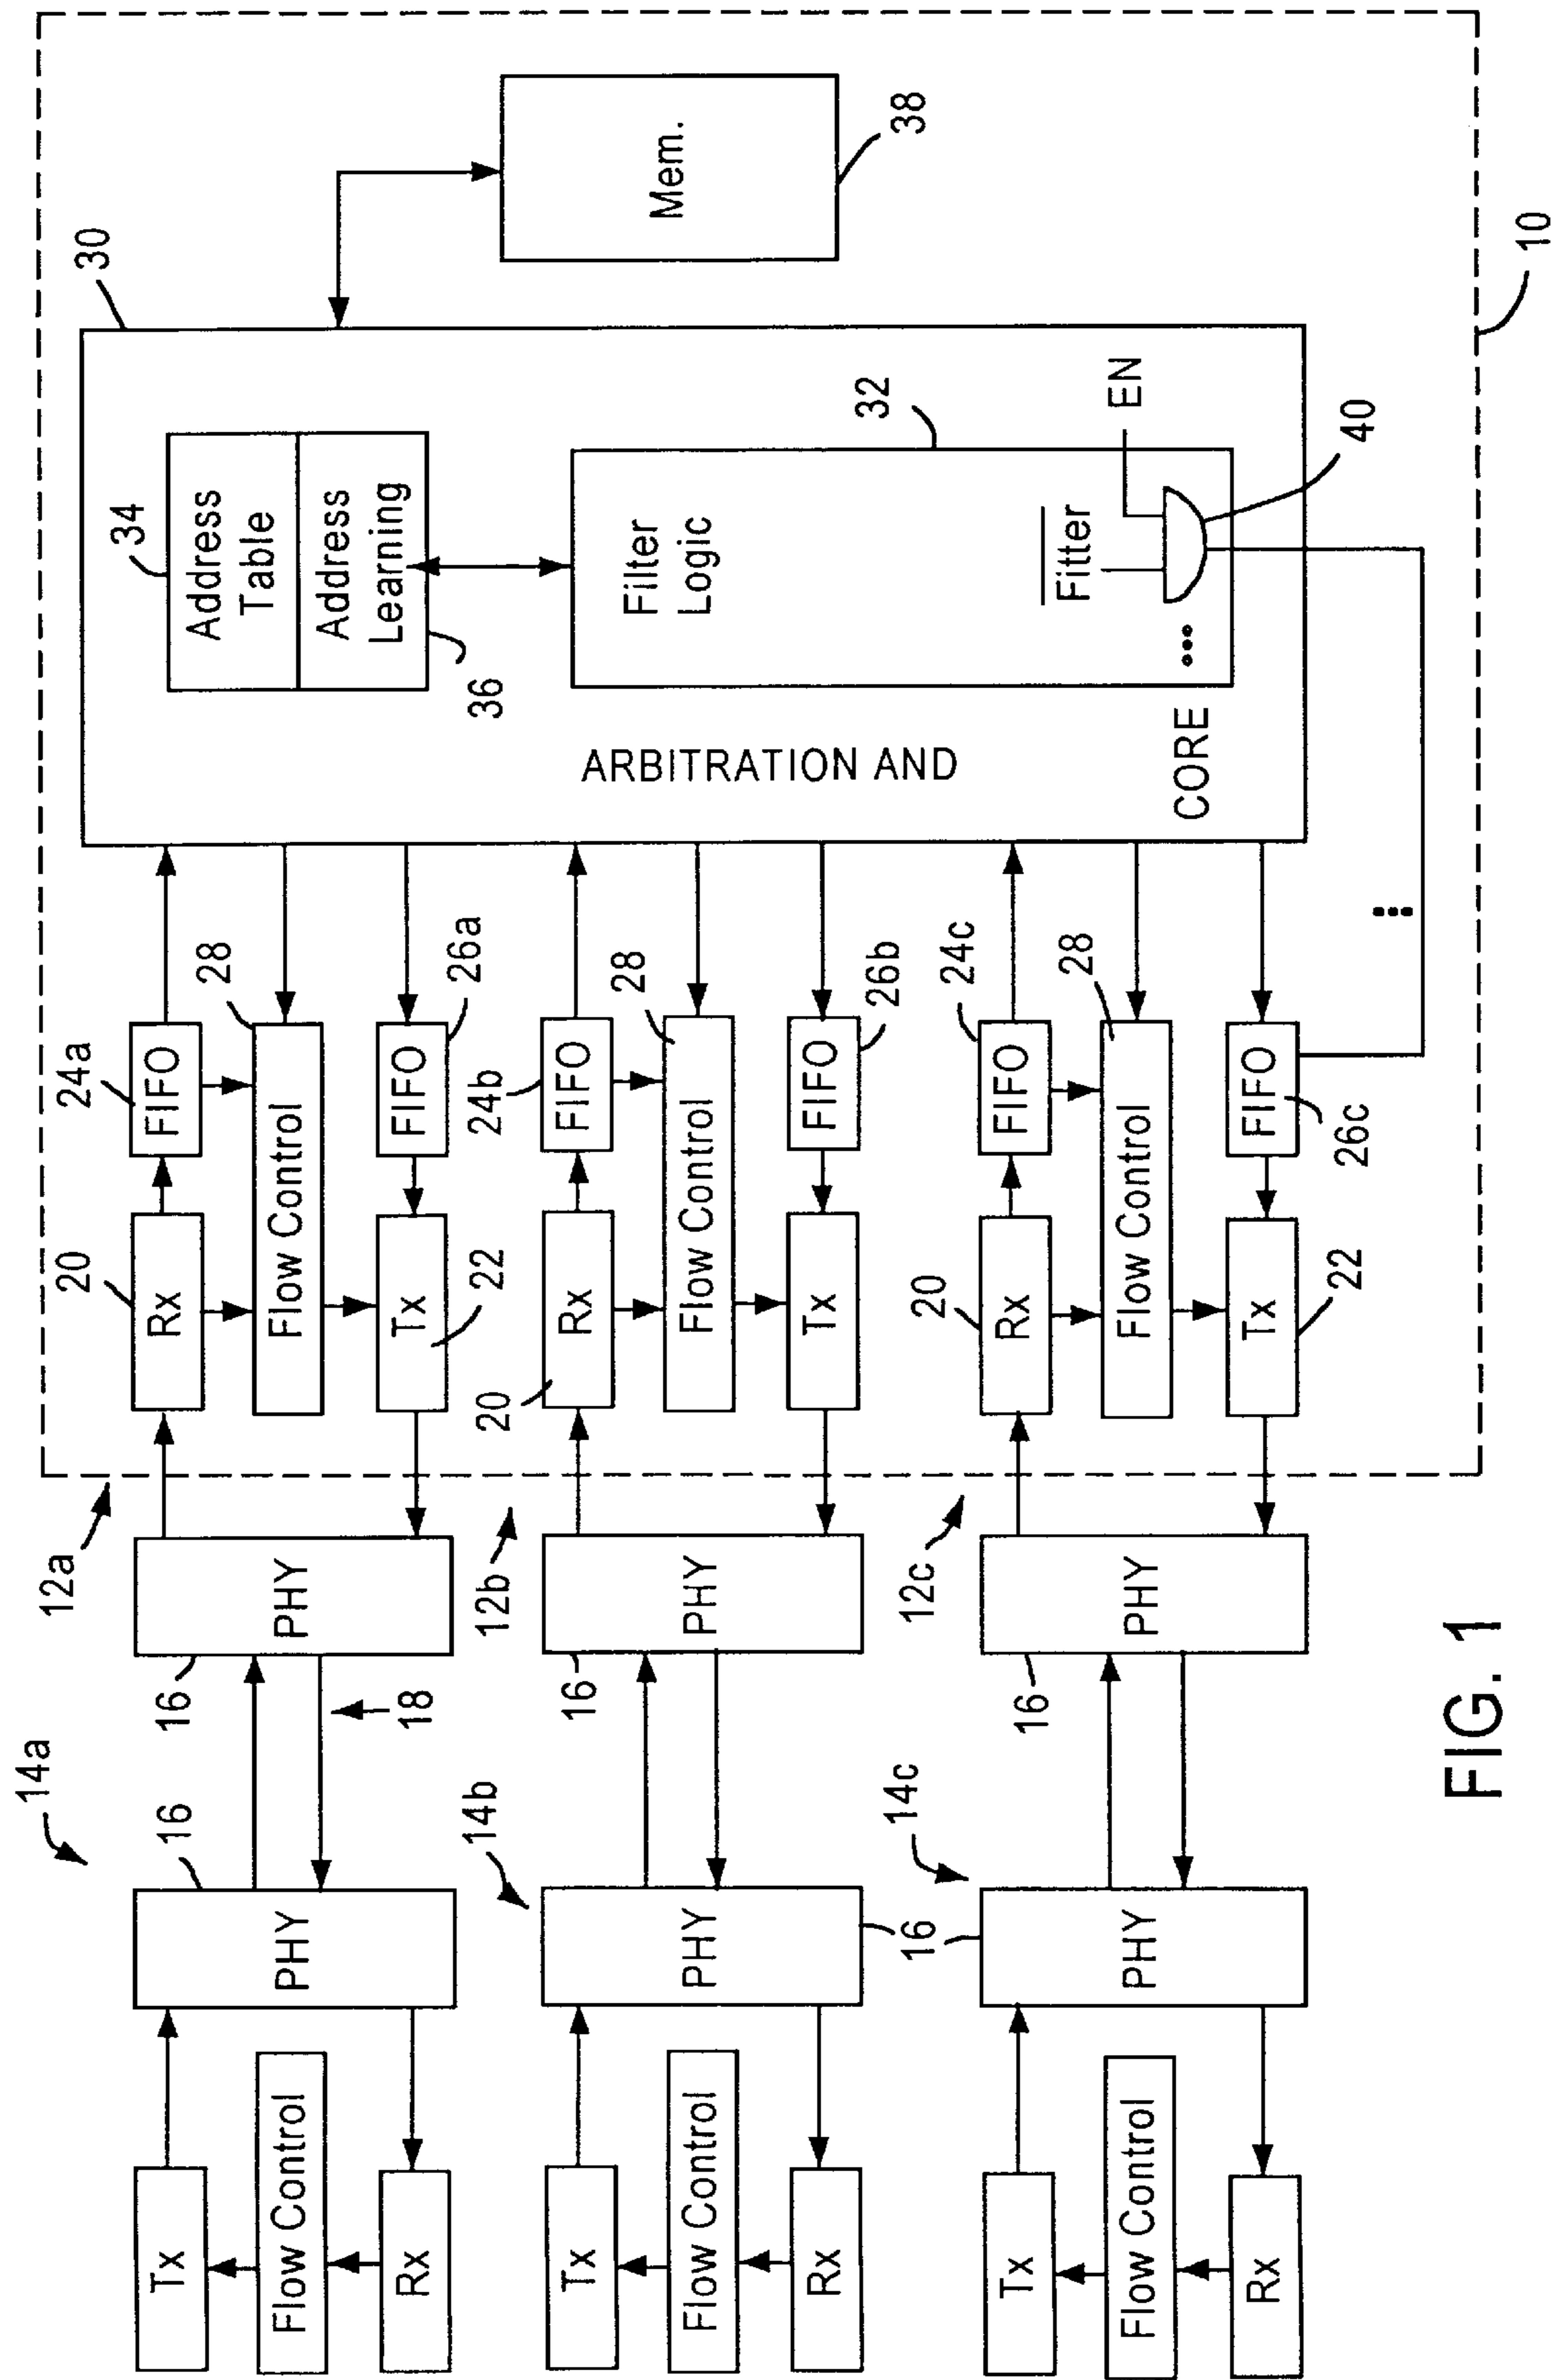 14a
16
PHY
Tx
Flow Control
Rx
18
16
PHY
12a
20
Rx
24a
FIFO
28
Flow Control
Tx
22
FIFO
26a
14b
16
PHY
Tx
Flow Control
Rx
16
PHY
12b
20
Rx
24b
FIFO
28
Flow Control
Tx
FIFO
26b
14c
PHY
Tx
Flow Control
Rx
16
PHY
12c
20
Rx
24c
FIFO
28
Flow Control
Tx
22
FIFO
26c
30
34
Address
Table
Address
Learning
36
ARBITRATION AND
CORE
Filter
Logic
32
Fitter
EN
40
Mem.
38
10
FIG. 1